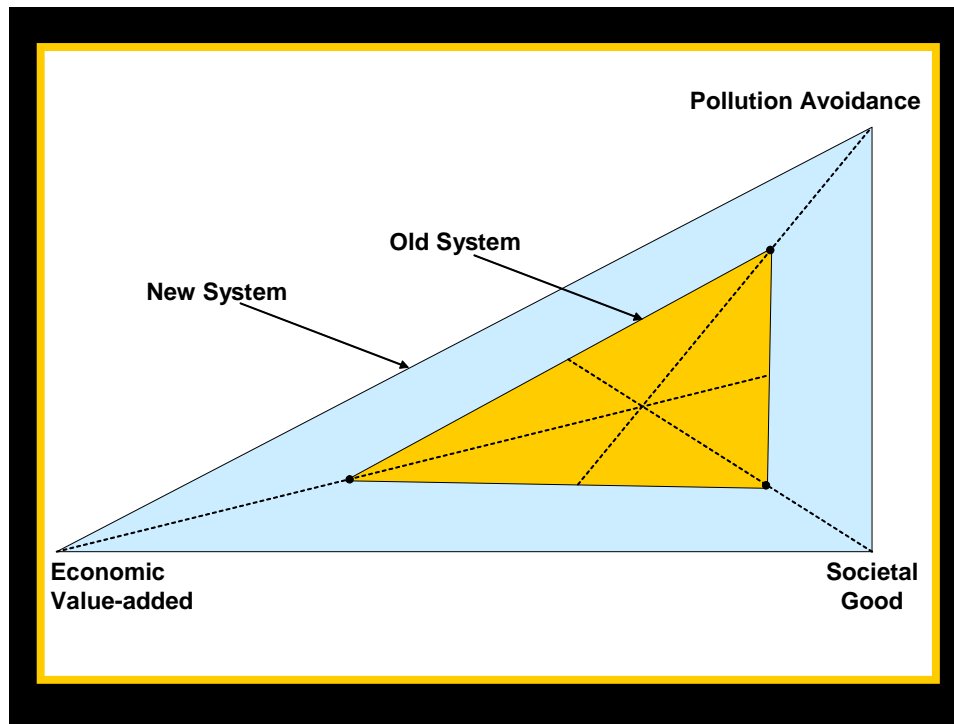 Pollution Avoidance
Old System
New System
Economic
Value-added
Societal
Good